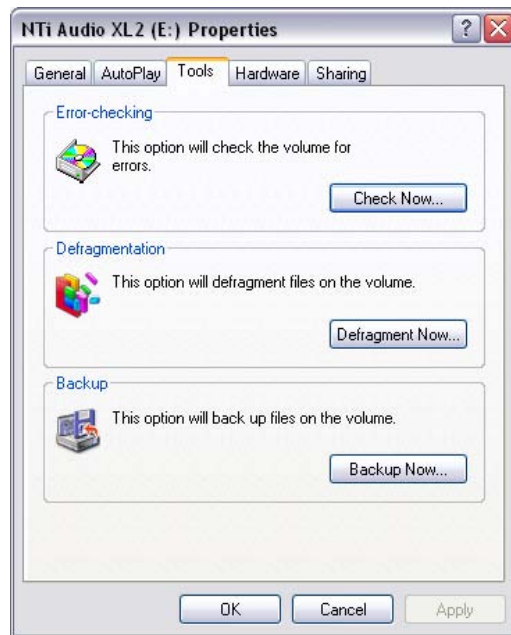 NTi Audio XL2 (E:) Properties
General AutoPlay Tools Hardware Sharing
Error-checking
This option will check the volume for
errors.
Check Now...
Defragmentation
This option will defragment files on the volume.
Defragment Now...
Backup
This option will back up files on the volume.
Backup Now...
OK Cancel Apply